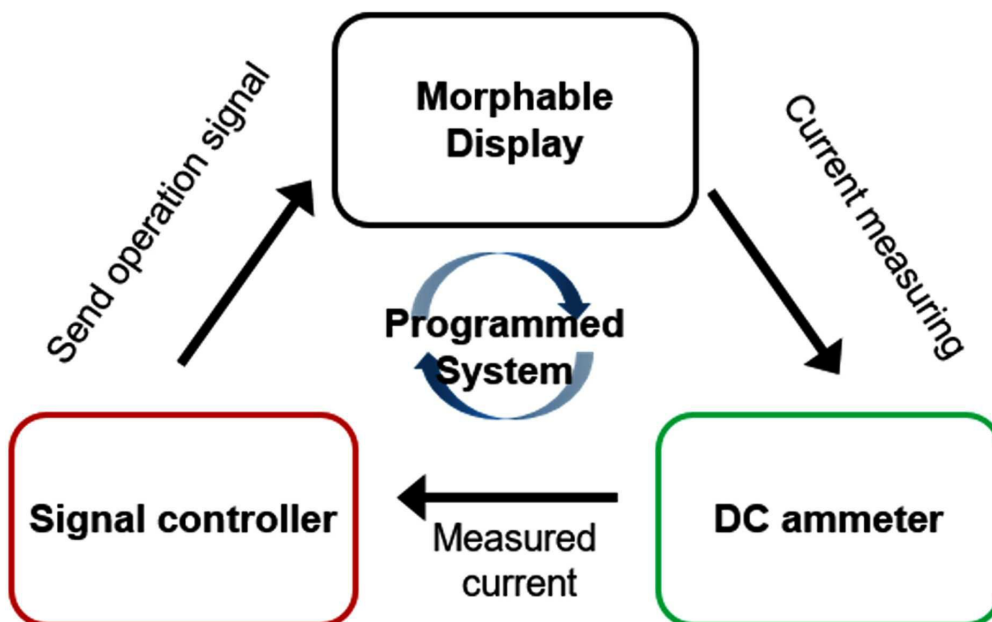 Morphable
Display
Send operation signal
Current measuring
Programmed
System
Signal controller
DC ammeter
Measured
current